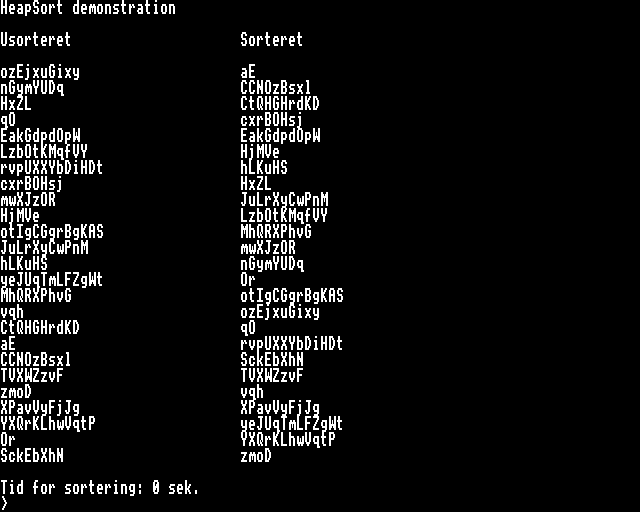 HeapSort demonstration
Usorteret Sorteret
ozEjxuGixy aE
nGymYUDq CCNOzBsxl
HxZL CtQHGHrdKD
qO cxrBOHsj
EakGdpdOpW EakGdpdOpW
LzbOtKMqfVY HjMVe
rvpUXXYbDiHDt hLKuHS
cxrBOHsj HxZL
mwXJzOR JuLrXyCwPnM
HjMVe LzbOtKMqfVY
otIgCGgrBgKAS MhQRXPhvG
JuLrXyCwPnM mwXJzOR
hLKuHS nGymYUDq
yeJUqTmLFZgWt Or
MhQRXPhvG otIgCGgrBgKAS
vqh ozEjxuGixy
CtQHGHrdKD qO
aE rvpUXXYbDiHDt
CCNOzBsxl SckEbXhN
TVXWZzvF TVXWZzvF
zmoD vqh
XPavVyFjJg XPavVyFjJg
YXQrKLhwVqtP yeJUqTmLFZgWt
Or YXQrKLhwVqtP
SckEbXhN zmoD
Tid for sortering: 0 sek.
>